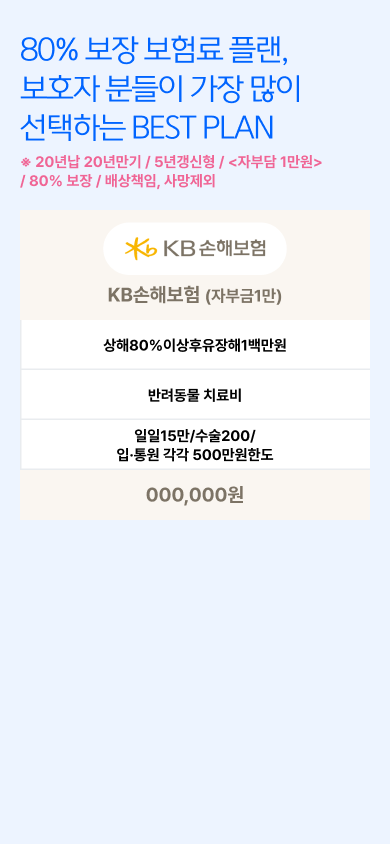 80% 보장 보험료 플랜,
보호자 분들이 가장 많이
선택하는 BEST PLAN
※ 20년납 20년만기 / 5년갱신형 / <자부담 1만원>
/ 80% 보장 / 배상책임, 사망제외
KB 손해보험
KB손해보험 (자부금1만)
상해80%이상후유장해1백만원
반려동물 치료비
일일15만/수술200/
입·통원 각각 500만원한도
000,000원